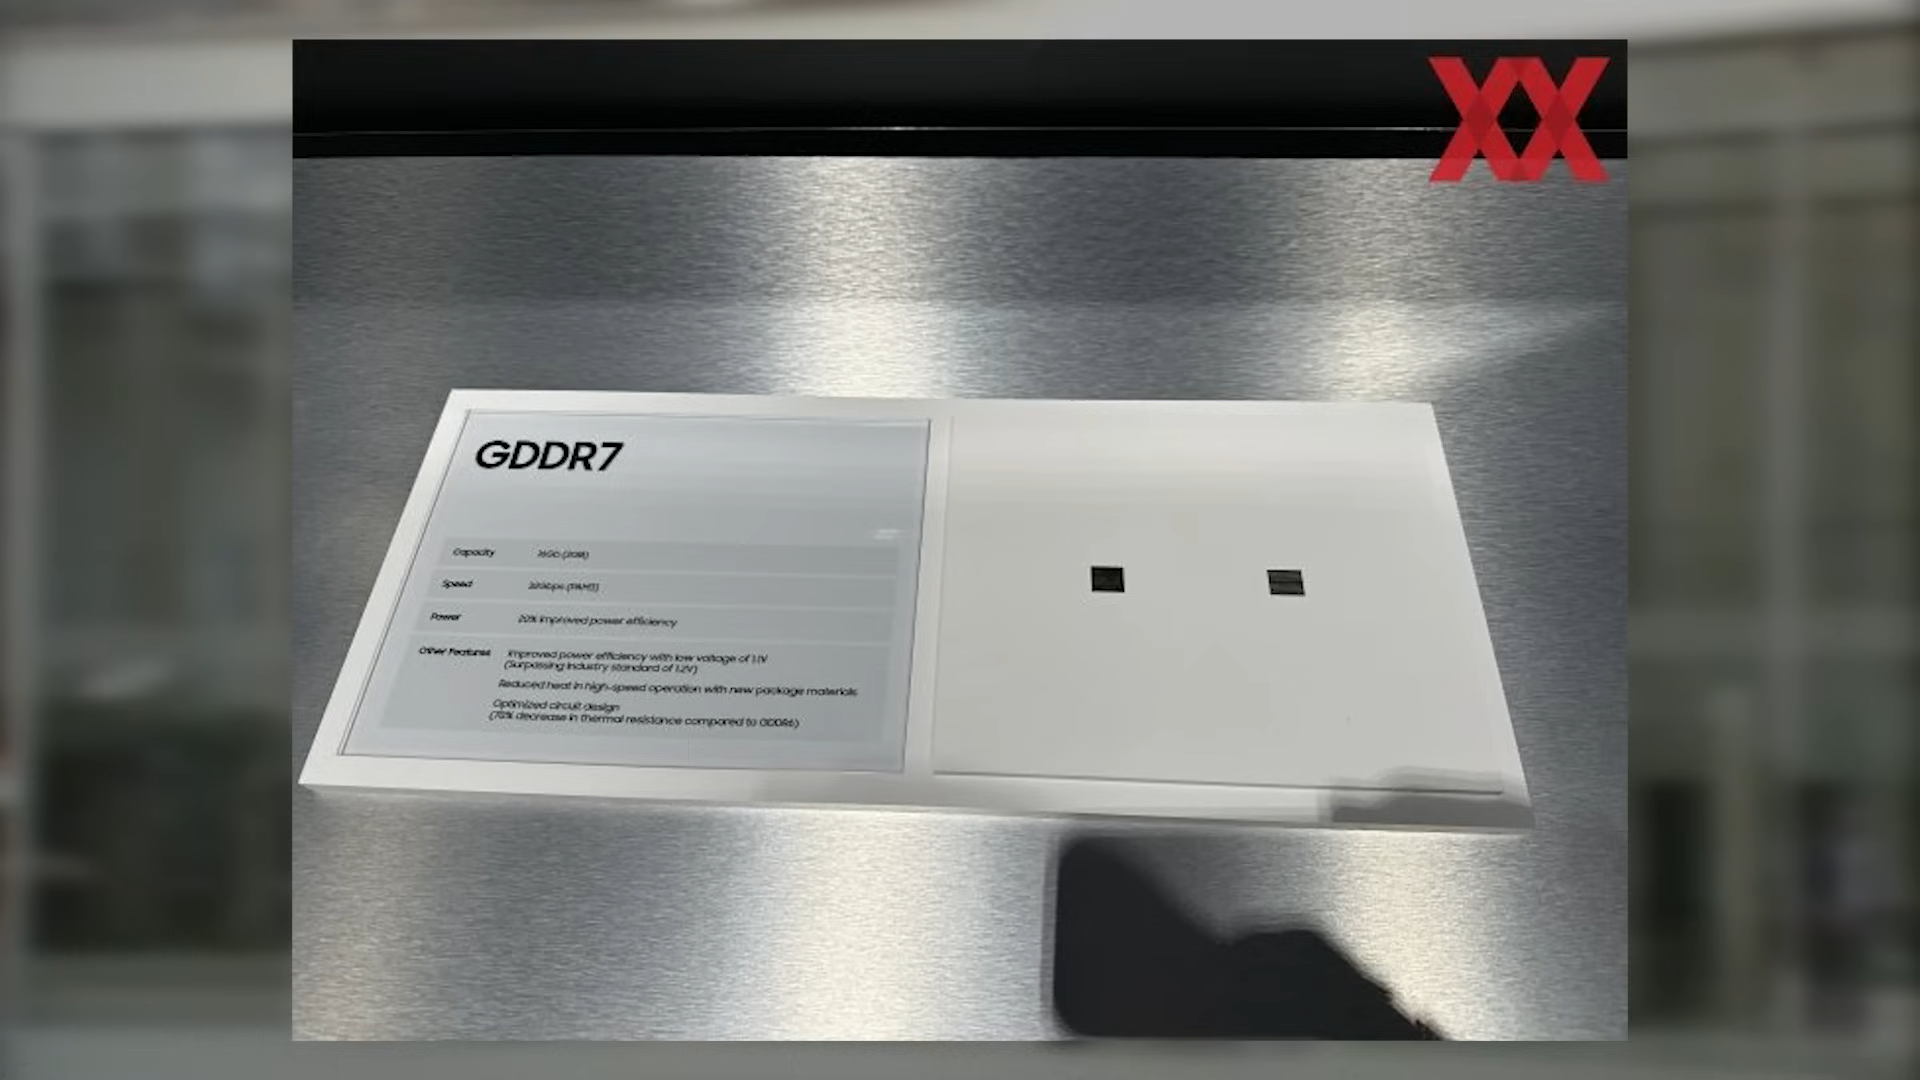 GDDR7
Capacity 16Gb (2GB)
Speed 32Gbps (PAM3)
Power 20% improved power efficiency
Other Features Improved power efficiency with low voltage of 1.1V
(Surpassing industry standard of 1.2V)
Reduced heat in high-speed operation with new package materials
Optimized circuit design
(70% decrease in thermal resistance compared to GDDR6)